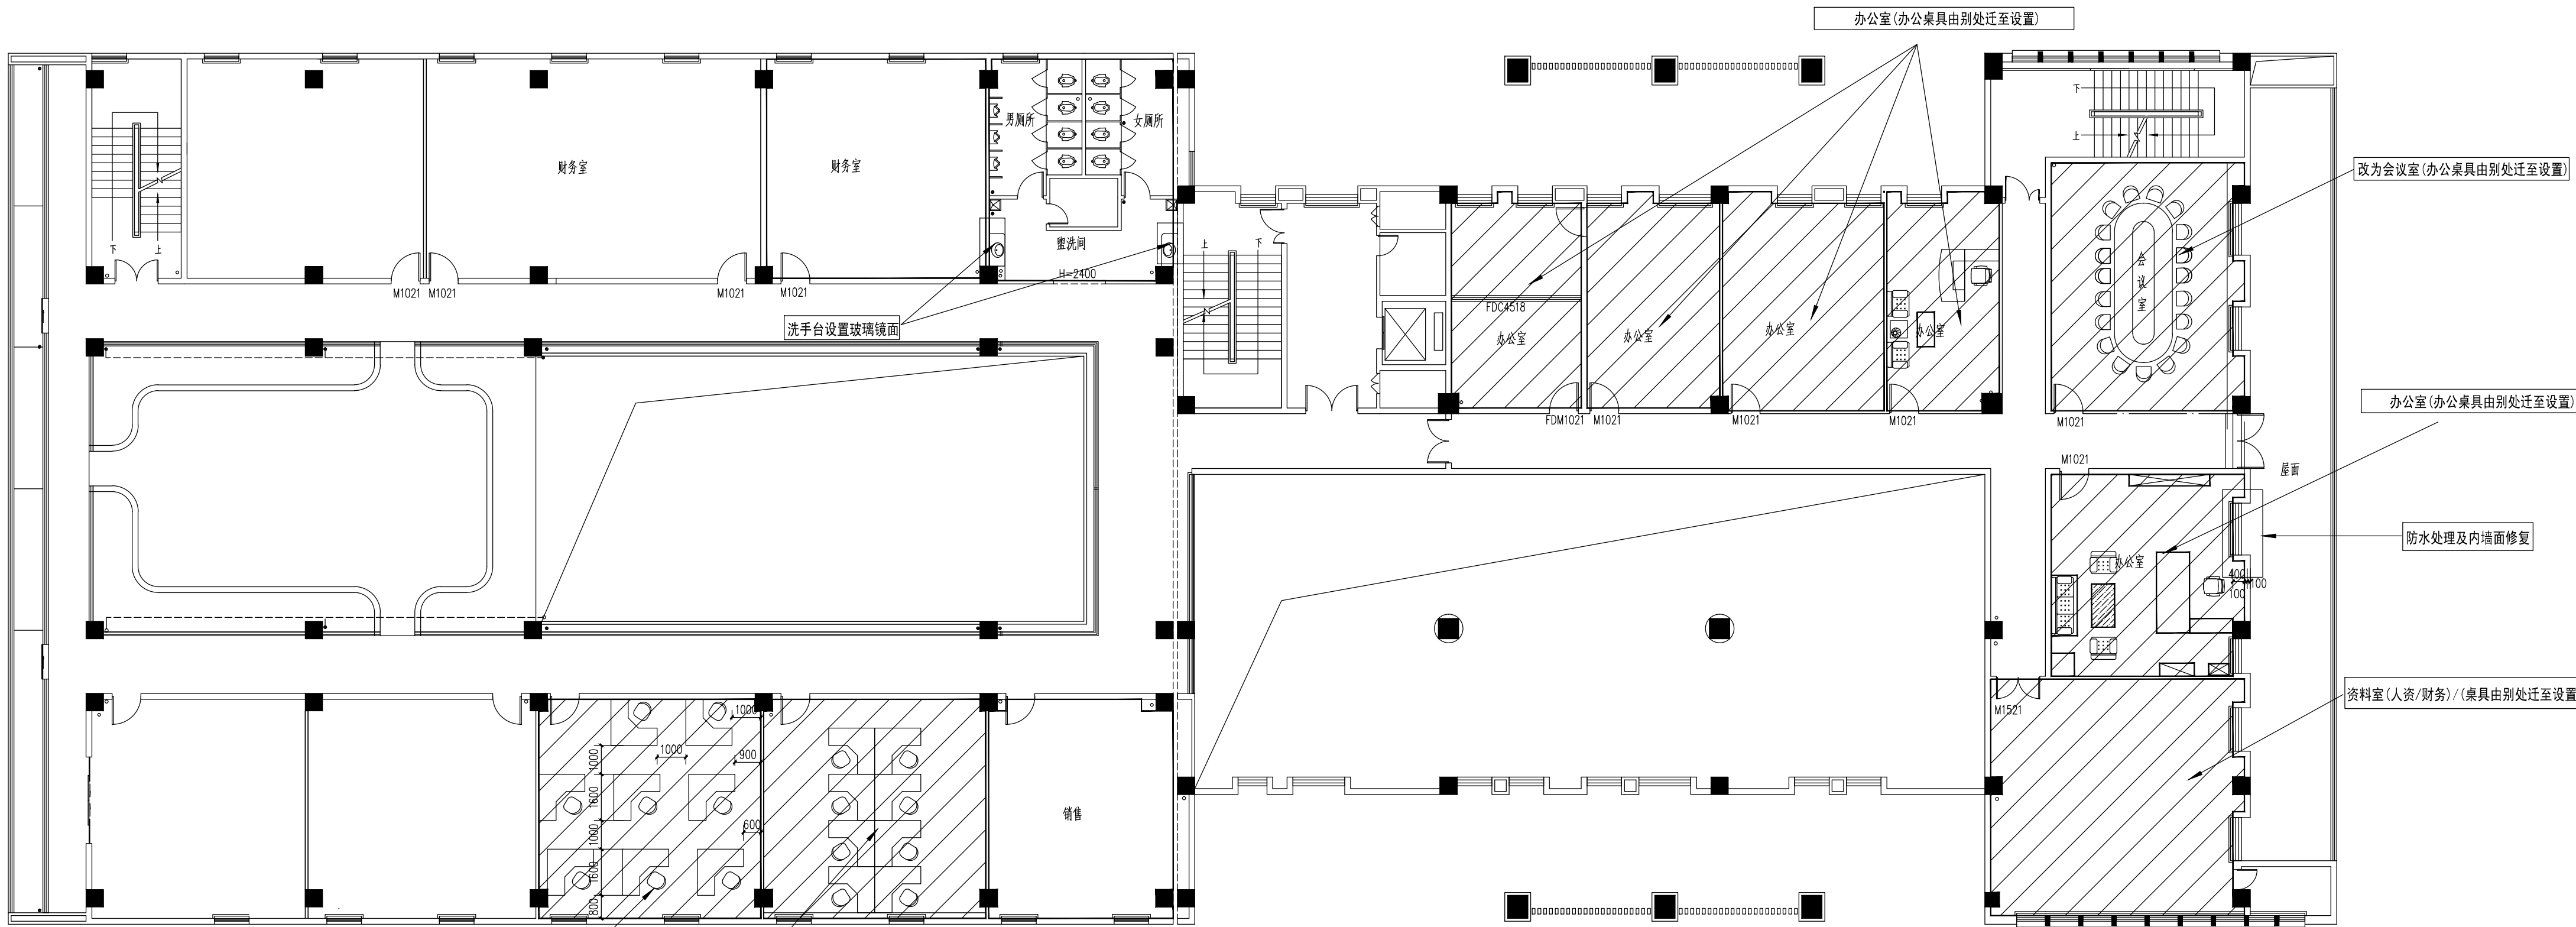 办公室(办公桌具由别处迁至设置)
下
上
男厕所
女厕所
财务室
财务室
改为会议室(办公桌具由别处迁至设置)
下
上
盥洗间
H=2400
上
下
会议室
M1021
M1021
M1021
M1021
FDC4518
洗手台设置玻璃镜面
办公室
办公室
办公室
办公室
办公室(办公桌具由别处迁至设置)
FDM1021
M1021
M1021
M1021
M1021
M1021
屋面
防水处理及内墙面修复
办公室
400
100
100
资料室(人资/财务)/(桌具由别处迁至设置
M1521
1000
1000
900
1000
1600
1000
600
1600
800
销售